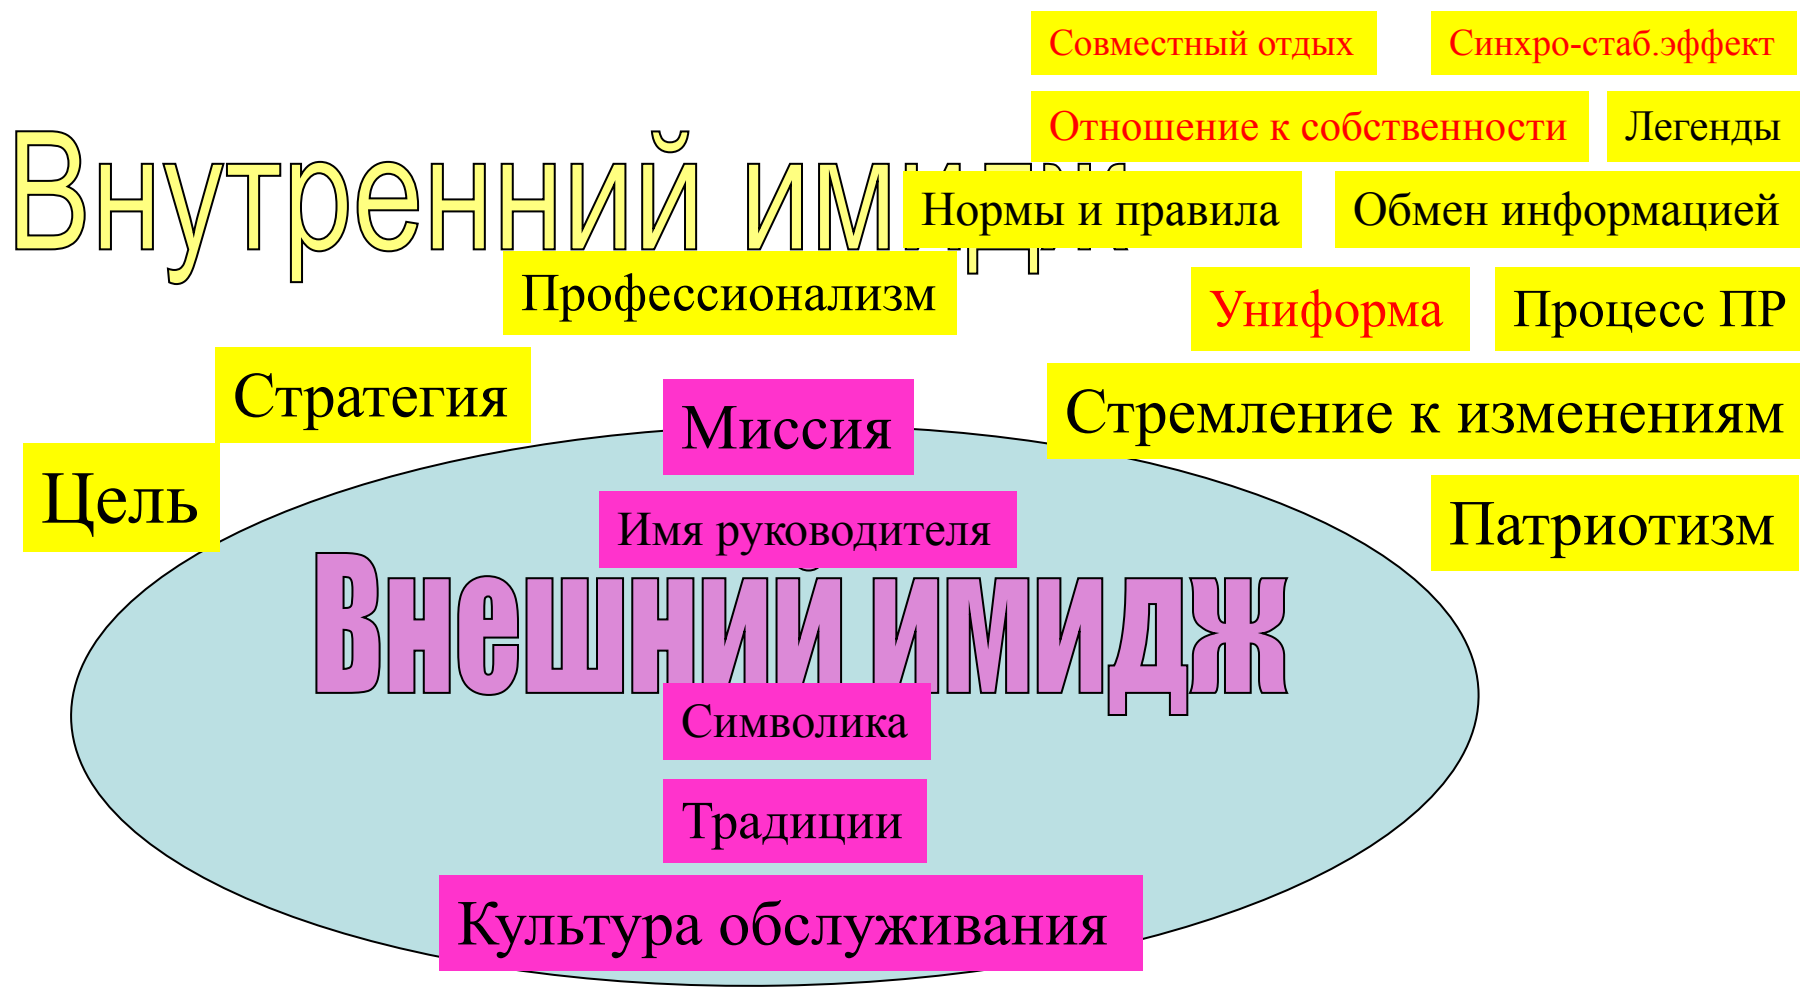 Совместный отдых
Синхро-стаб.эффект
Отношение к собственности
Легенды
Внутренний имидж
Нормы и правила
Обмен информацией
Профессионализм
Униформа
Процесс ПР
Стратегия
Миссия
Стремление к изменениям
Цель
Имя руководителя
Патриотизм
Внешний имидж
Символика
Традиции
Культура обслуживания